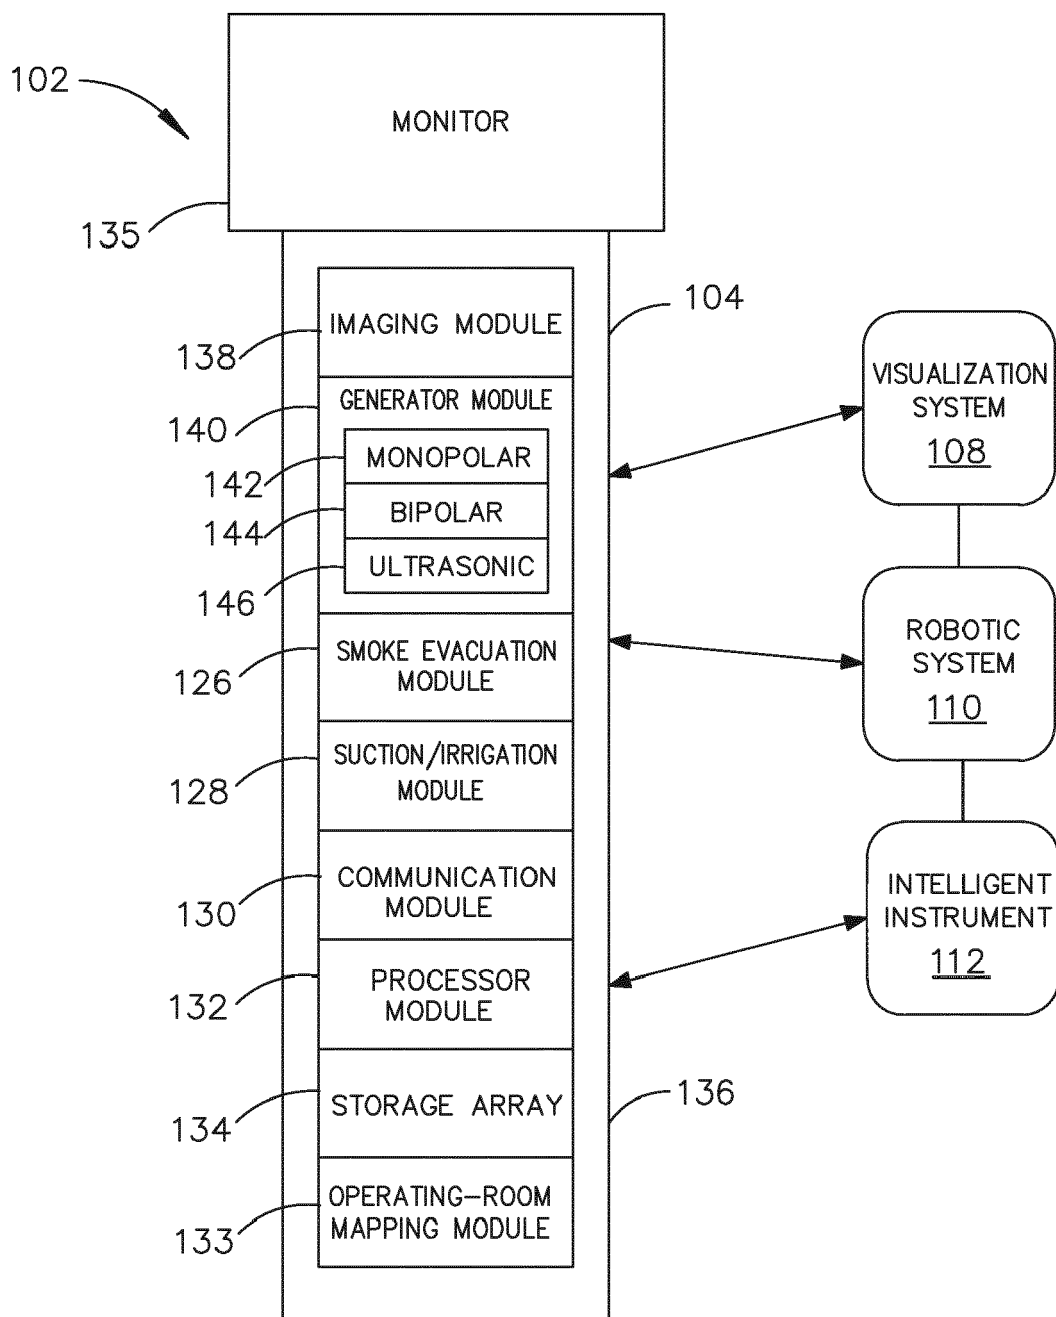 102
MONITOR
135
104
IMAGING MODULE
138
GENERATOR MODULE
140
MONOPOLAR
142
BIPOLAR
144
ULTRASONIC
146
SMOKE EVACUATION
MODULE
126
SUCTION/IRRIGATION
MODULE
128
COMMUNICATION
MODULE
130
PROCESSOR
MODULE
132
STORAGE ARRAY
134
136
OPERATING-ROOM
MAPPING MODULE
133
VISUALIZATION
SYSTEM
108
ROBOTIC
SYSTEM
110
INTELLIGENT
INSTRUMENT
112